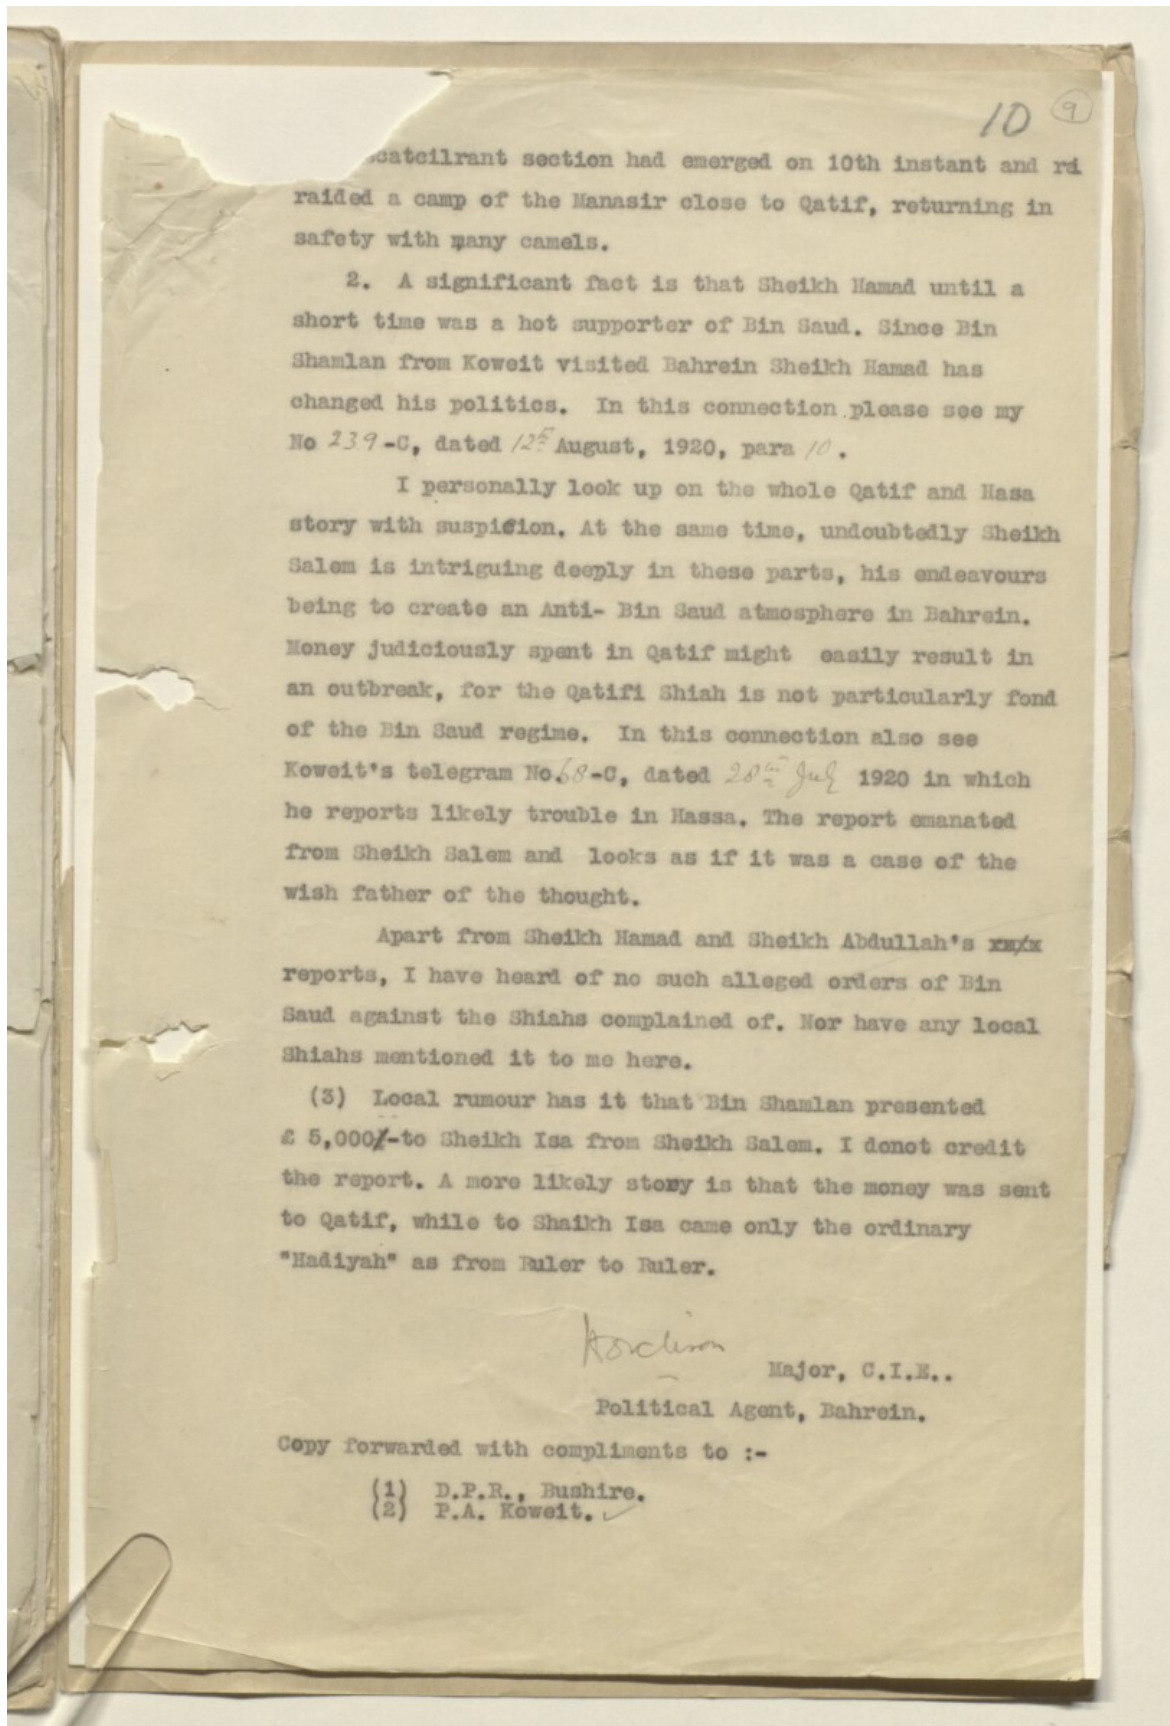 10 9
section had emerged on 10th instant and rd
raided a camp of the Manasir close to Qatif, returning in
safety with many camels.
2. A significant fact is that Sheikh Hamad until a
short time was a hot supporter of Bin Saud. Since Bin
Shamlan from Koweit visited Bahrein Sheikh Hamad has
changed his politics. In this connection please see my
No 239-C, dated 12th August, 1920, para 10.
I personally look up on the whole Qatif and Hasa
story with suspicion. At the same time, undoubtedly Sheikh
Salem is intriguing deeply in these parts, his endeavours
being to create an Anti- Bin Saud atmosphere in Bahrein.
Money judiciously spent in Qatif might easily result in
an outbreak, for the Qatifi Shiah is not particularly fond
of the Bin Saud regime. In this connection also see
Koweit's telegram No.68-C, dated 28th July 1920 in which
he reports likely trouble in Hassa. The report emanated
from Sheikh Salem and looks as if it was a case of the
wish father of the thought.
Apart from Sheikh Hamad and Sheikh Abdullah's
reports, I have heard of no such alleged orders of Bin
Saud against the Shiahs complained of. Nor have any local
Shiahs mentioned it to me here.
(3) Local rumour has it that Bin Shamlan presented
£ 5,000/-to Sheikh Isa from Sheikh Salem. I donot credit
the report. A more likely story is that the money was sent
to Qatif, while to Shaikh Isa came only the ordinary
"Hadiyah" as from Ruler to Ruler.
Major, C.I.E..
Political Agent, Bahrein.
Copy forwarded with compliments to :-
(1) D.P.R., Bushire.
(2) P.A. Koweit.